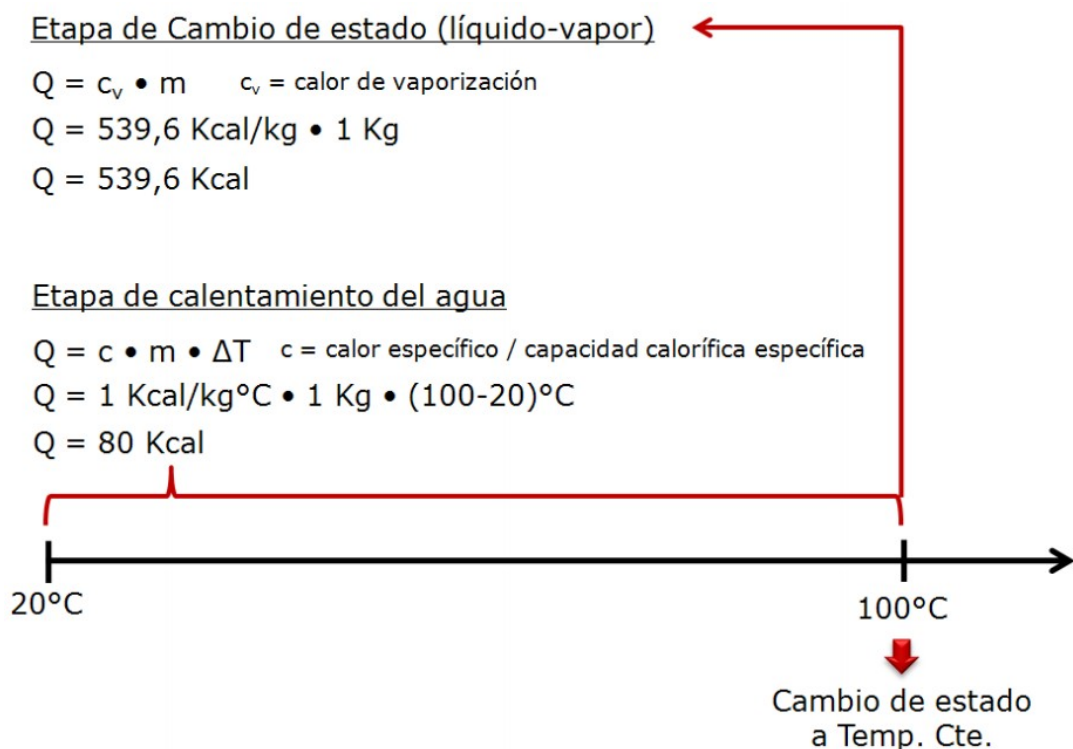 Etapa de Cambio de estado (líquido-vapor)
Q = cv • m    cv = calor de vaporización
Q = 539,6 Kcal/kg • 1 Kg
Q = 539,6 Kcal
Etapa de calentamiento del agua
Q = c • m • ΔT    c = calor específico / capacidad calorífica específica
Q = 1 Kcal/kg°C • 1 Kg • (100-20)°C
Q = 80 Kcal
20°C
100°C
Cambio de estado
a Temp. Cte.